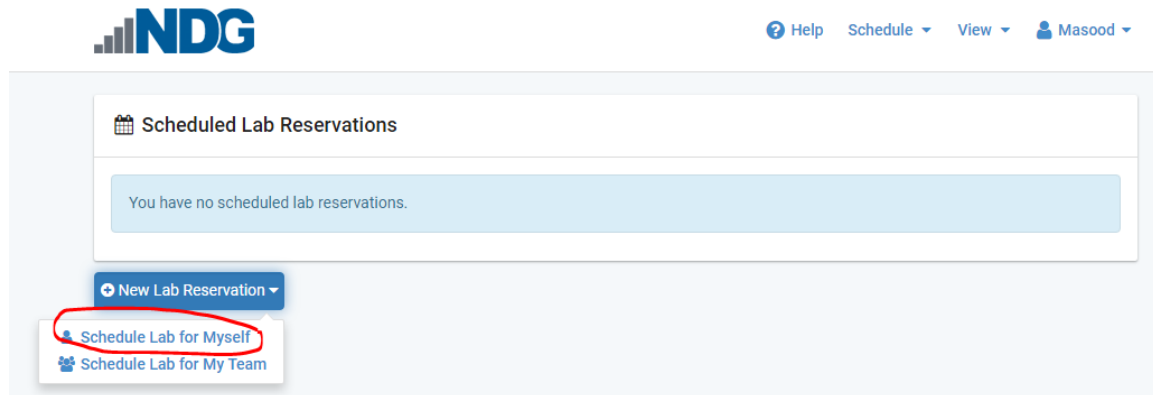 NDG
Help Schedule View Masood
Scheduled Lab Reservations
You have no scheduled lab reservations.
New Lab Reservation
Schedule Lab for Myself
Schedule Lab for My Team